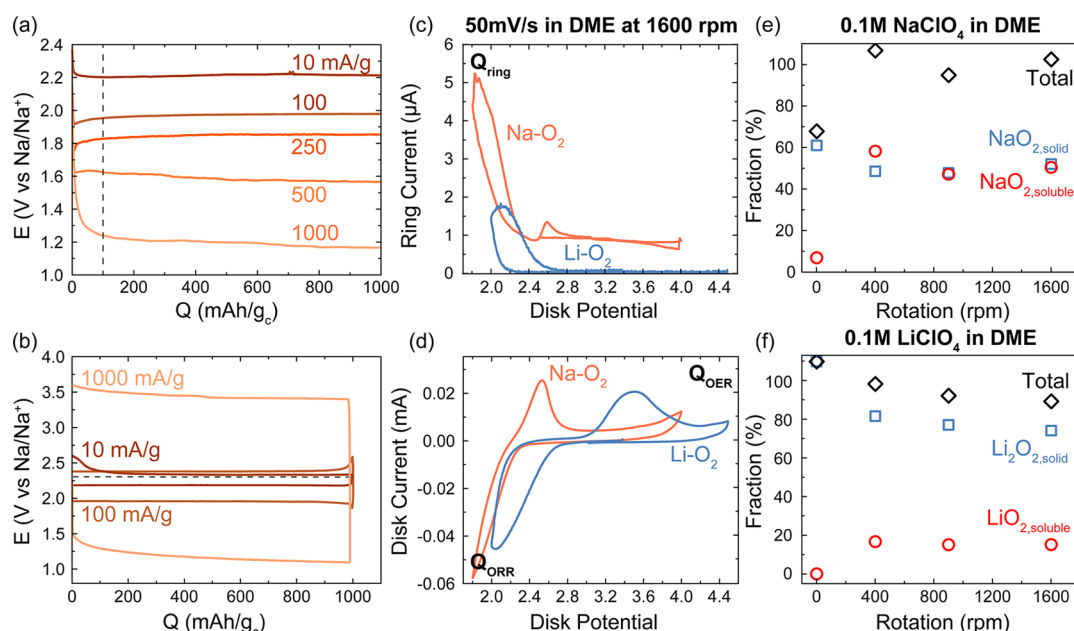 (a)
E (V vs Na/Na⁺)
2.4
2.2
2.0
1.8
1.6
1.4
1.2
1.0
10 mA/g
100
250
500
1000
0 200 400 600 800 1000
Q (mAh/g꜀)
(b)
E (V vs Na/Na⁺)
4.0
3.5
3.0
2.5
2.0
1.5
1.0
1000 mA/g
10 mA/g
100 mA/g
0 200 400 600 800 1000
Q (mAh/g꜀)
50mV/s in DME at 1600 rpm
(c)
Ring Current (μA)
6
5
4
3
2
1
0
Qring
Na-O₂
Li-O₂
2.0 2.4 2.8 3.2 3.6 4.0 4.4
Disk Potential
(d)
Disk Current (mA)
0.02
0.00
-0.02
-0.04
-0.06
Na-O₂
QOER
Li-O₂
QORR
2.0 2.4 2.8 3.2 3.6 4.0 4.4
Disk Potential
(e)
0.1M NaClO₄ in DME
Fraction (%)
100
80
60
40
20
0
Total
NaO₂,solid
NaO₂,soluble
0 400 800 1200 1600
Rotation (rpm)
(f)
0.1M LiClO₄ in DME
Fraction (%)
100
80
60
40
20
0
Total
Li₂O₂,solid
LiO₂,soluble
0 400 800 1200 1600
Rotation (rpm)